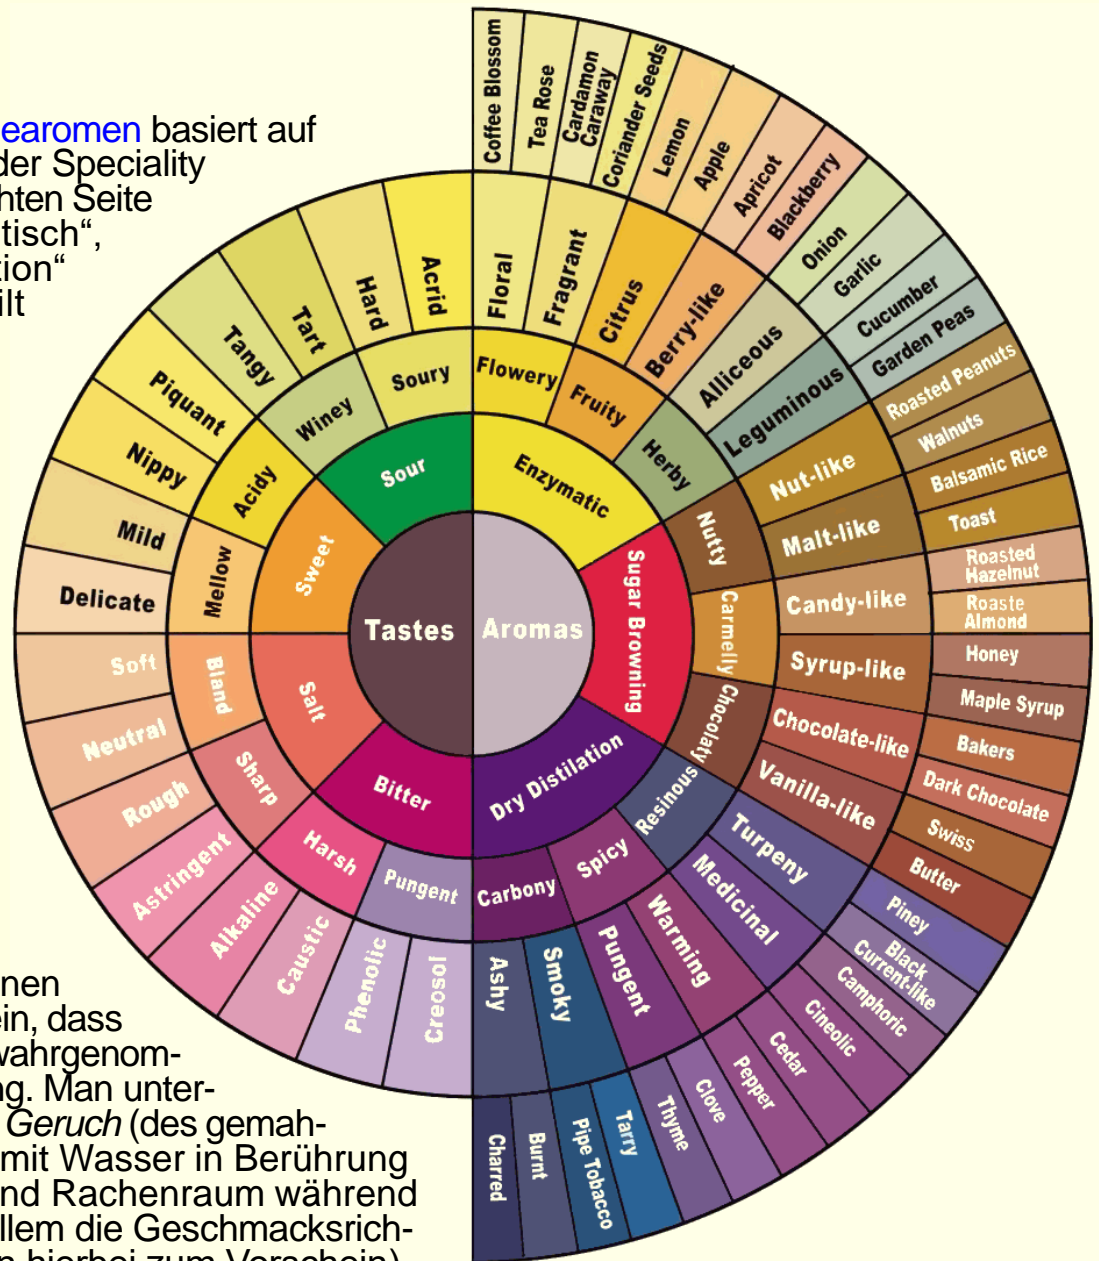 earomen basiert auf
der Speciality
hten Seite
tisch“,
tion“
ilt
Coffee Blossom
Tea Rose
Cardamon
Caraway
Coriander Seeds
Lemon
Apple
Apricot
Blackberry
Onion
Garlic
Cucumber
Garden Peas
Roasted Peanuts
Walnuts
Balsamic Rice
Toast
Roasted
Hazelnut
Roaste
Almond
Honey
Maple Syrup
Bakers
Dark Chocolate
Swiss
Butter
Piney
Black
Current-like
Camphoric
Cineolic
Cedar
Pepper
Clove
Thyme
Tarry
Pipe Tobacco
Burnt
Charred
Floral
Fragrant
Citrus
Berry-like
Alliceous
Leguminous
Nut-like
Malt-like
Candy-like
Syrup-like
Chocolate-like
Vanilla-like
Turpeny
Medicinal
Warming
Pungent
Smoky
Ashy
Flowery
Fruity
Herby
Nutty
Carmelly
Chocolaty
Resinous
Spicy
Carbony
Enzymatic
Sugar Browning
Dry Distilation
Aromas
Tastes
Sour
Sweet
Salt
Bitter
Soury
Winey
Acidy
Mellow
Bland
Sharp
Harsh
Pungent
Acrid
Hard
Tart
Tangy
Piquant
Nippy
Mild
Delicate
Soft
Neutral
Rough
Astringent
Alkaline
Caustic
Phenolic
Creosol
nen
ein, dass
wahrgenom-
ng. Man unter-
Geruch (des gemah-
mit Wasser in Berührung
nd Rachenraum während
llem die Geschmacksrich-
n hierbei zum Vorschein)